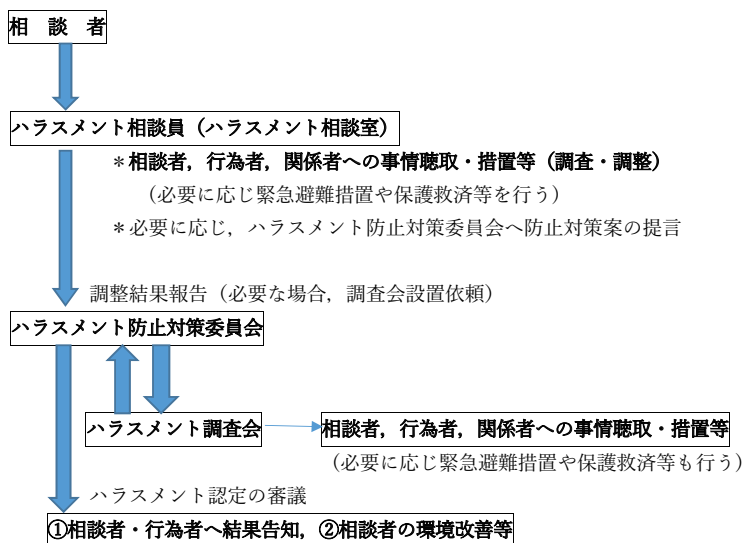 相　談　者
ハラスメント相談員（ハラスメント相談室）
＊相談者，行為者，関係者への事情聴取・措置等（調査・調整）
（必要に応じ緊急避難措置や保護救済等を行う）
＊必要に応じ，ハラスメント防止対策委員会へ防止対策案の提言
調整結果報告（必要な場合，調査会設置依頼）
ハラスメント防止対策委員会
ハラスメント調査会
相談者，行為者，関係者への事情聴取・措置等
（必要に応じ緊急避難措置や保護救済等も行う）
ハラスメント認定の審議
①相談者・行為者へ結果告知，②相談者の環境改善等